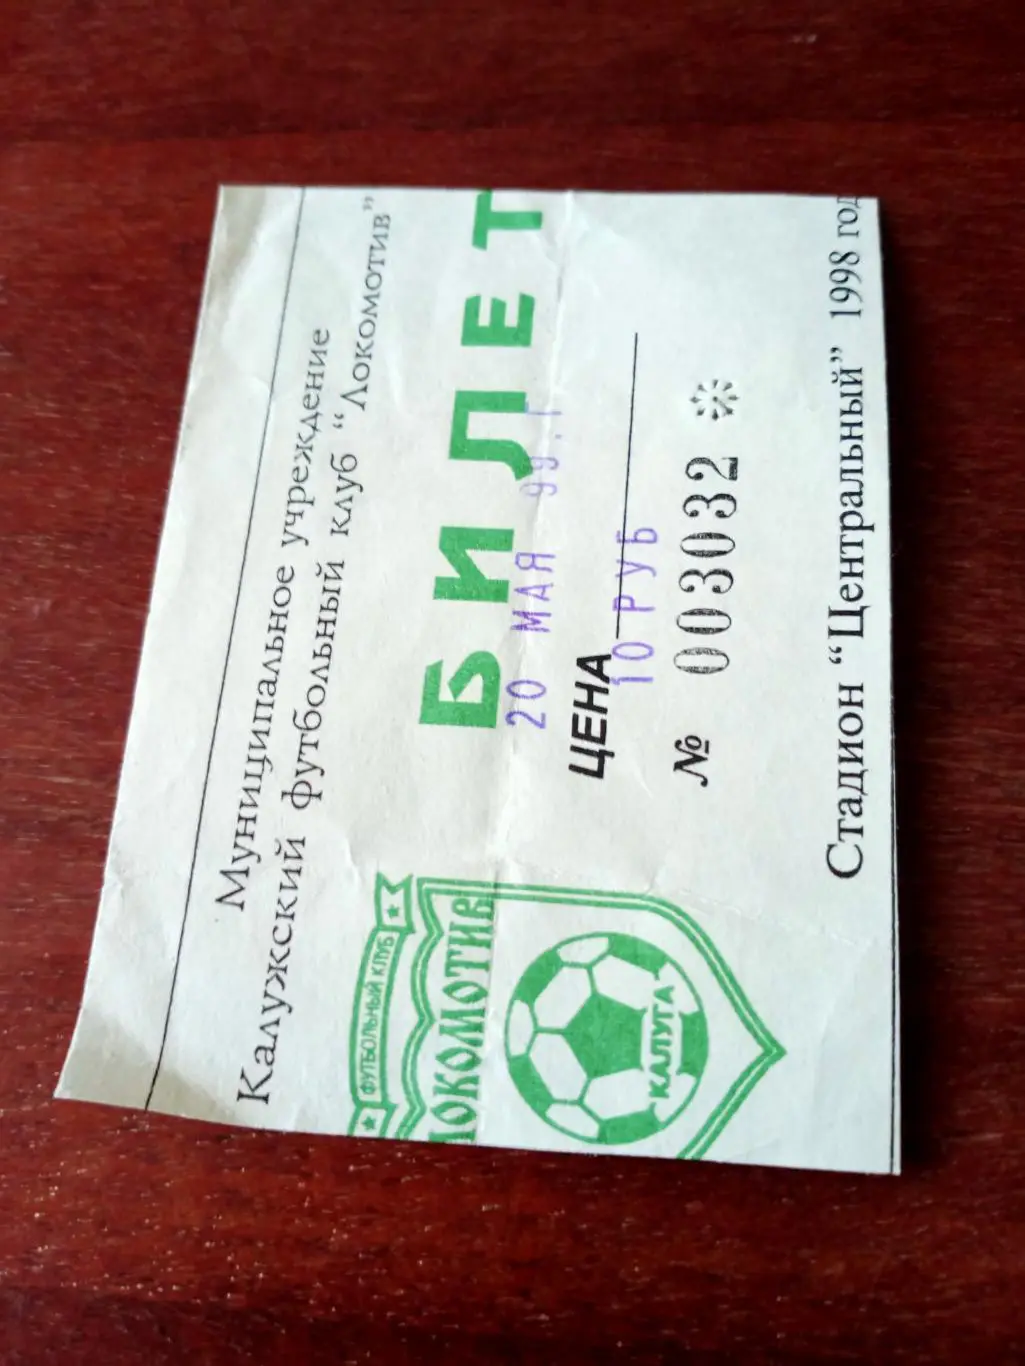 Муниципальное учреждение
Калужский футбольный клуб "Локомотив"
ФУТБОЛЬНЫЙ КЛУБ
ЛОКОМОТИВ
КАЛУГА
БИЛЕТ
20 МАЯ 99.Г
ЦЕНА
10 РУБ
№ 003032 *
Стадион "Центральный" 1998 год